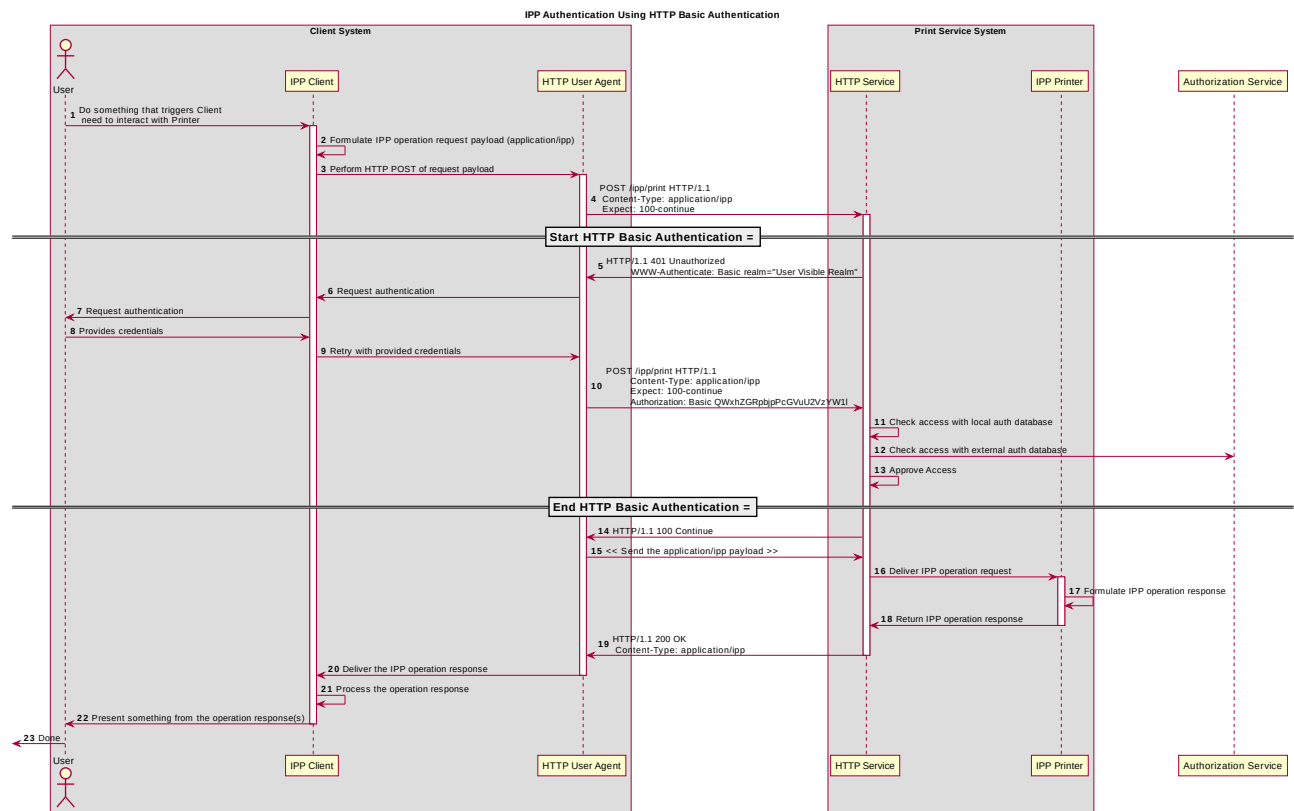 IPP Authentication Using HTTP Basic Authentication
Client System
Print Service System
User
IPP Client
HTTP User Agent
HTTP Service
IPP Printer
Authorization Service
1 Do something that triggers Client
need to interact with Printer
2 Formulate IPP operation request payload (application/ipp)
3 Perform HTTP POST of request payload
4 POST /ipp/print HTTP/1.1
Content-Type: application/ipp
Expect: 100-continue
Start HTTP Basic Authentication =
5 HTTP/1.1 401 Unauthorized
WWW-Authenticate: Basic realm="User Visible Realm"
6 Request authentication
7 Request authentication
8 Provides credentials
9 Retry with provided credentials
10 POST /ipp/print HTTP/1.1
Content-Type: application/ipp
Expect: 100-continue
Authorization: Basic QWxhZGRpbjpPcGVuU2VzYW1l
11 Check access with local auth database
12 Check access with external auth database
13 Approve Access
End HTTP Basic Authentication =
14 HTTP/1.1 100 Continue
15 << Send the application/ipp payload >>
16 Deliver IPP operation request
17 Formulate IPP operation response
18 Return IPP operation response
19 HTTP/1.1 200 OK
Content-Type: application/ipp
20 Deliver the IPP operation response
21 Process the operation response
22 Present something from the operation response(s)
23 Done
User
IPP Client
HTTP User Agent
HTTP Service
IPP Printer
Authorization Service